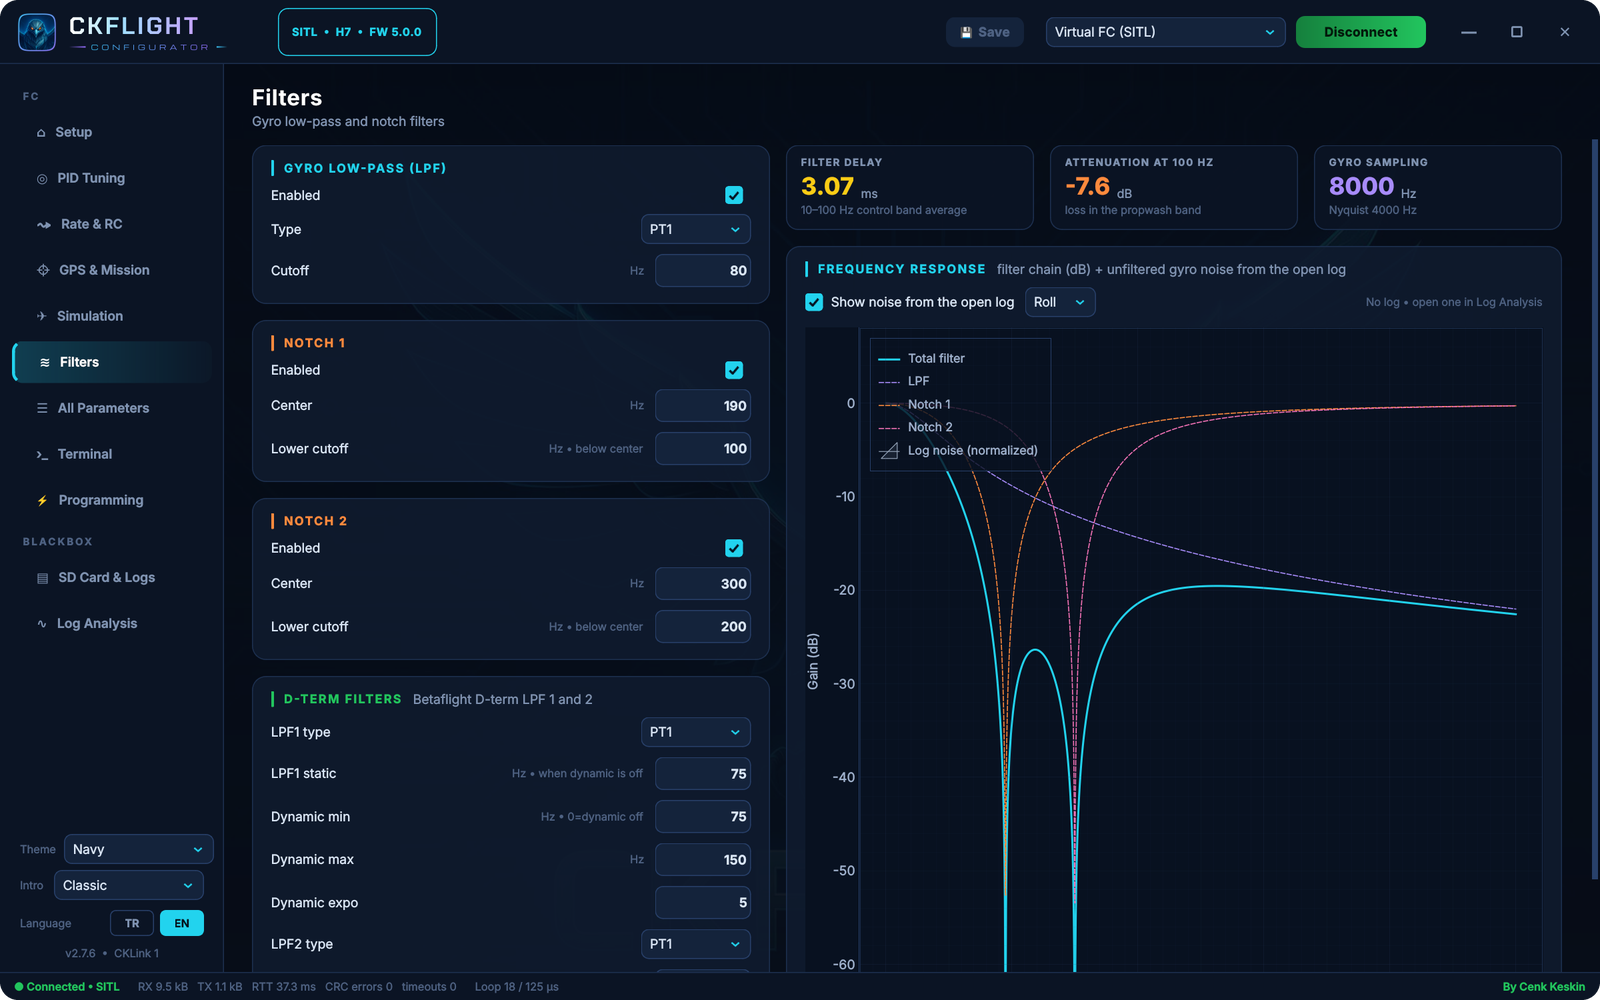 CKFLIGHT
CONFIGURATOR
SITL • H7 • FW 5.0.0
Save
Virtual FC (SITL)
Disconnect
FC
Setup
PID Tuning
Rate & RC
GPS & Mission
Simulation
Filters
All Parameters
Terminal
Programming
BLACKBOX
SD Card & Logs
Log Analysis
Theme Navy
Intro Classic
Language TR EN
v2.7.6 • CKLink 1
Filters
Gyro low-pass and notch filters
GYRO LOW-PASS (LPF)
Enabled
Type PT1
Cutoff Hz 80
NOTCH 1
Enabled
Center Hz 190
Lower cutoff Hz • below center 100
NOTCH 2
Enabled
Center Hz 300
Lower cutoff Hz • below center 200
D-TERM FILTERS Betaflight D-term LPF 1 and 2
LPF1 type PT1
LPF1 static Hz • when dynamic is off 75
Dynamic min Hz • 0=dynamic off 75
Dynamic max Hz 150
Dynamic expo 5
LPF2 type PT1
FILTER DELAY
3.07 ms
10–100 Hz control band average
ATTENUATION AT 100 HZ
-7.6 dB
loss in the propwash band
GYRO SAMPLING
8000 Hz
Nyquist 4000 Hz
FREQUENCY RESPONSE filter chain (dB) + unfiltered gyro noise from the open log
Show noise from the open log Roll No log • open one in Log Analysis
Total filter
LPF
Notch 1
Notch 2
Log noise (normalized)
0
-10
-20
-30
-40
-50
-60
Gain (dB)
Connected • SITL RX 9.5 kB TX 1.1 kB RTT 37.3 ms CRC errors 0 timeouts 0 Loop 18 / 125 µs
By Cenk Keskin